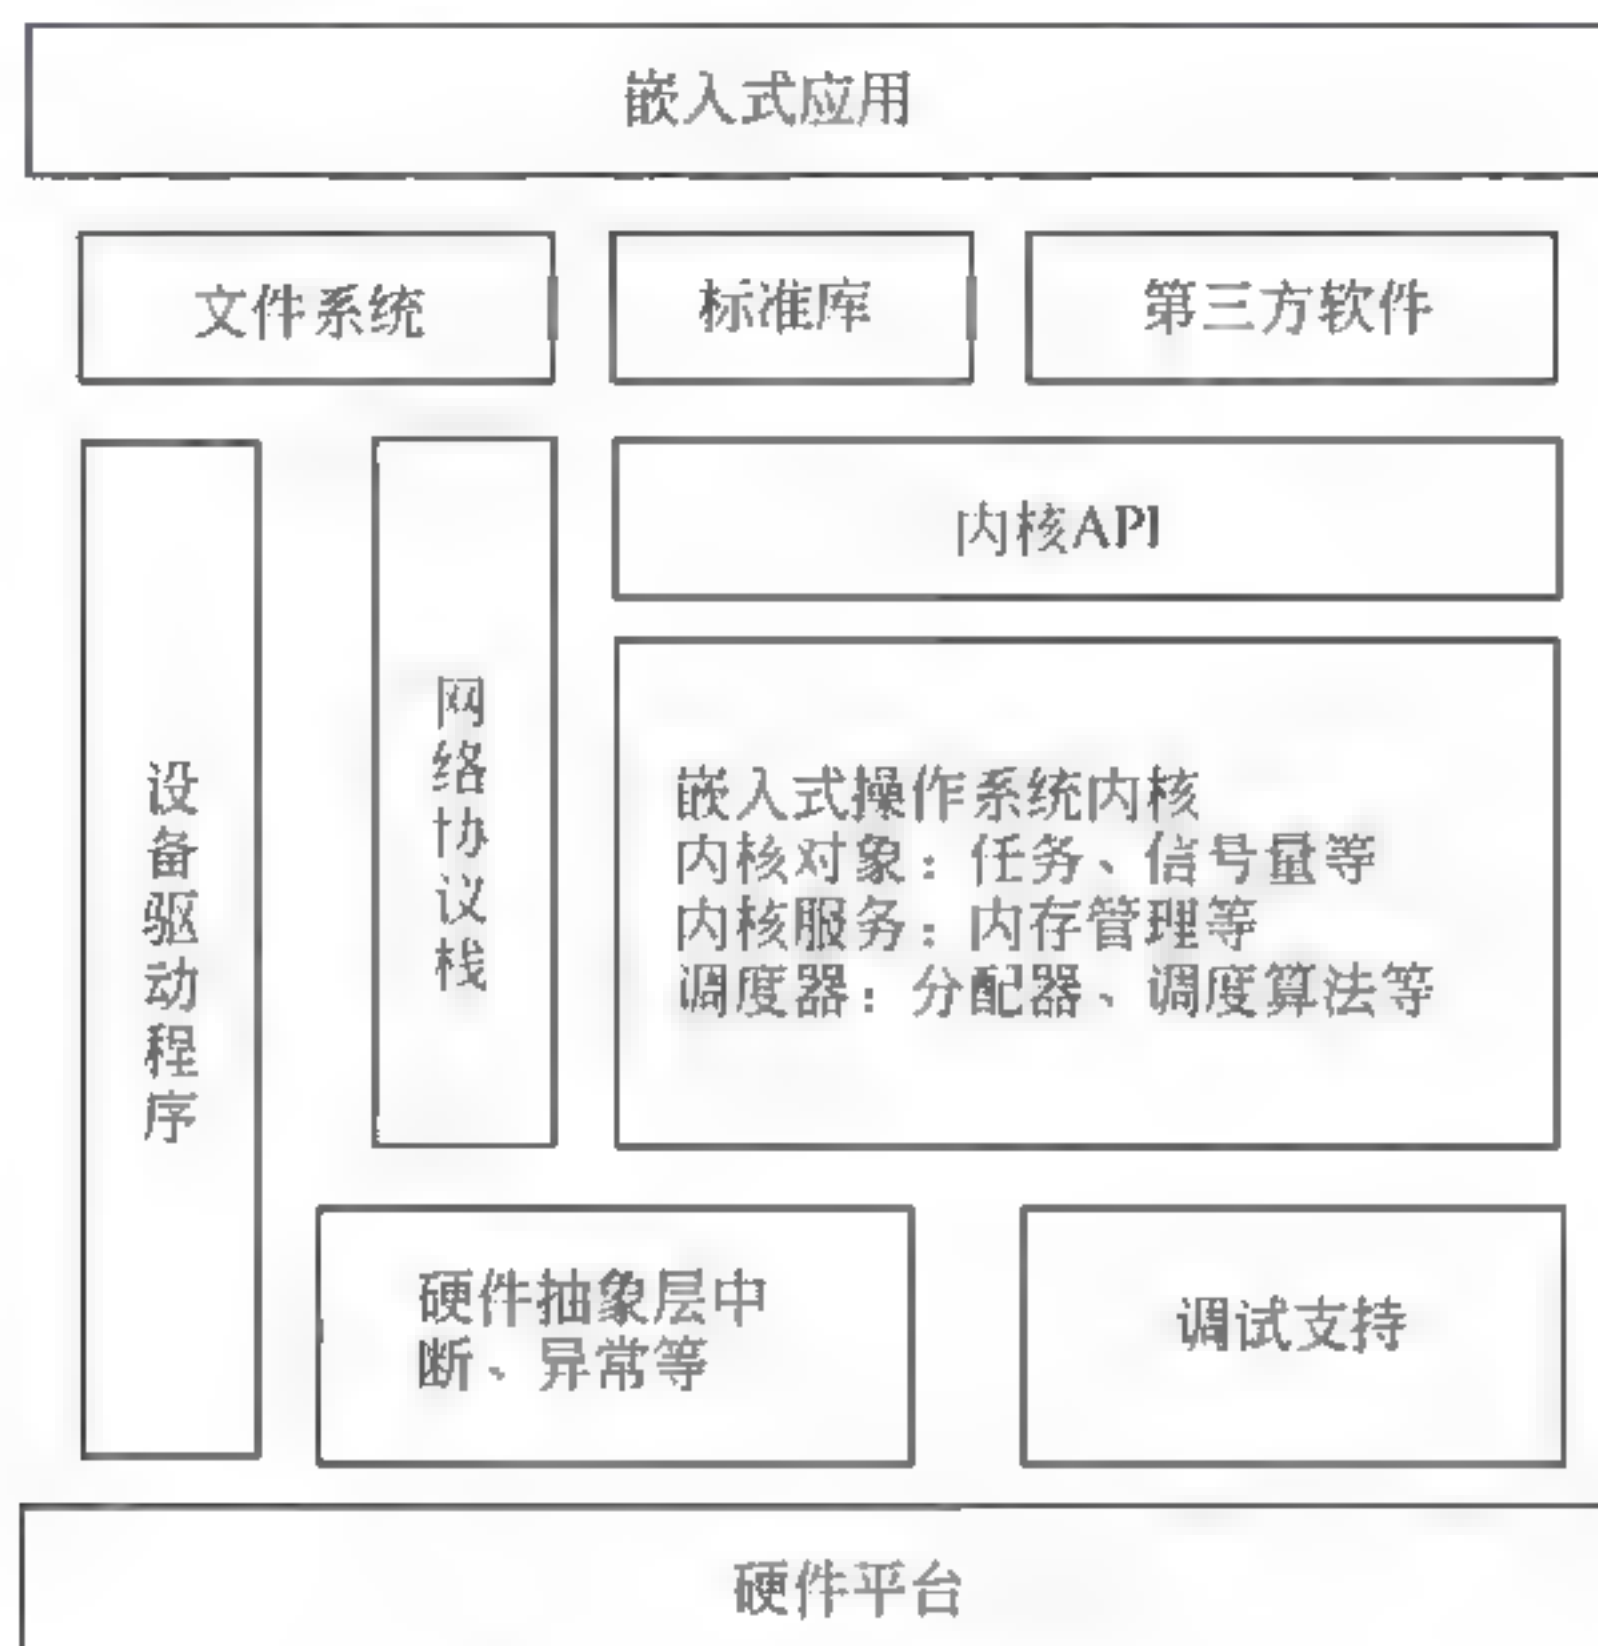 嵌入式应用
文件系统
标准库
第三方软件
设备驱动程序
网络协议栈
内核API
嵌入式操作系统内核
内核对象：任务、信号量等
内核服务：内存管理等
调度器：分配器、调度算法等
硬件抽象层中
断、异常等
调试支持
硬件平台